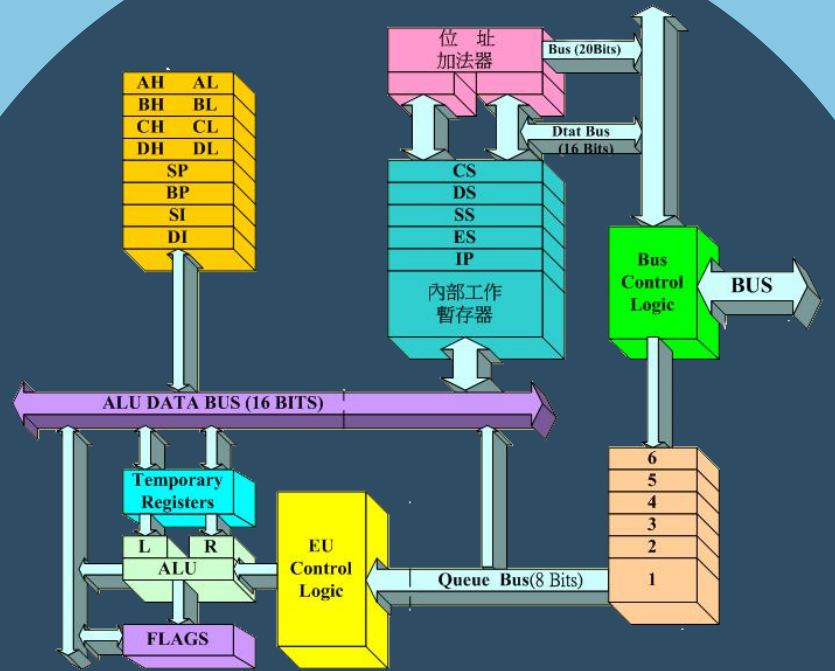 位 址
加法器
Bus (20Bits)
AH AL
BH BL
CH CL
DH DL
SP
BP
SI
DI
Dtat Bus
(16 Bits)
CS
DS
SS
ES
IP
內部工作
暫存器
Bus
Control
Logic
BUS
ALU DATA BUS (16 BITS)
6
5
4
3
2
1
Temporary
Registers
L R
ALU
EU
Control
Logic
Queue Bus(8 Bits)
FLAGS